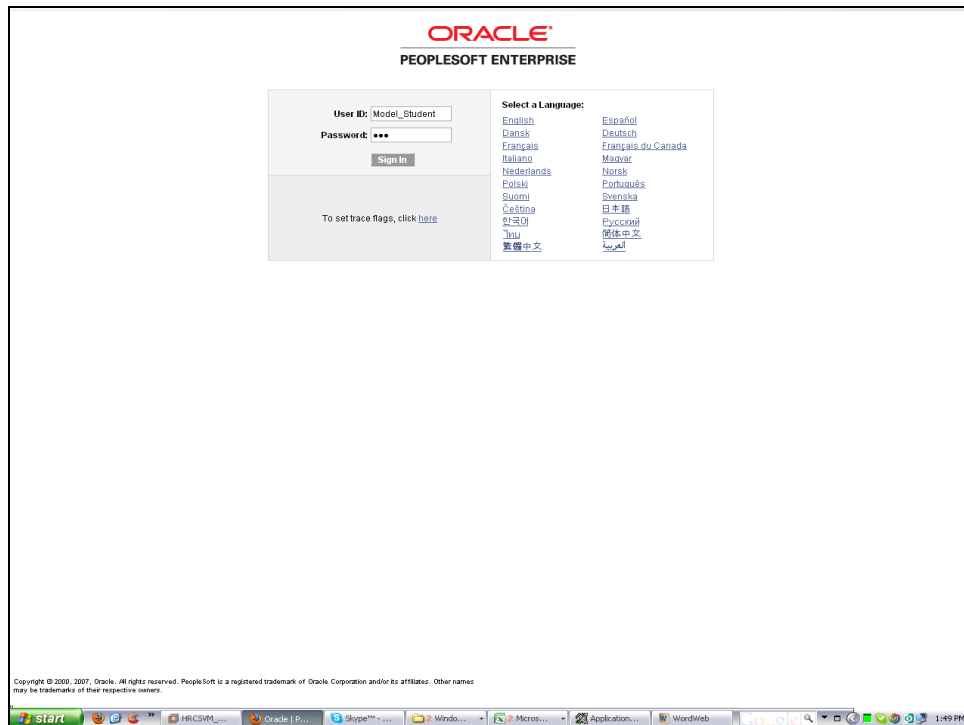 ORACLE®
PEOPLESOFT ENTERPRISE
User ID: Model_Student
Password: •••
Sign In
To set trace flags, click here
Select a Language:
English Español
Dansk Deutsch
Français Français du Canada
Italiano Magyar
Nederlands Norsk
Polski Português
Suomi Svenska
Čeština 日本語
한국어 Русский
ไทย 简体中文
繁體中文 العربية
Copyright © 2000, 2007, Oracle. All rights reserved. PeopleSoft is a registered trademark of Oracle Corporation and/or its affiliates. Other names
may be trademarks of their respective owners.
start HRCSVM_... Oracle | P... Skype™ - ... 2 Windo... 2 Micros... Application... WordWeb Google 1:49 PM